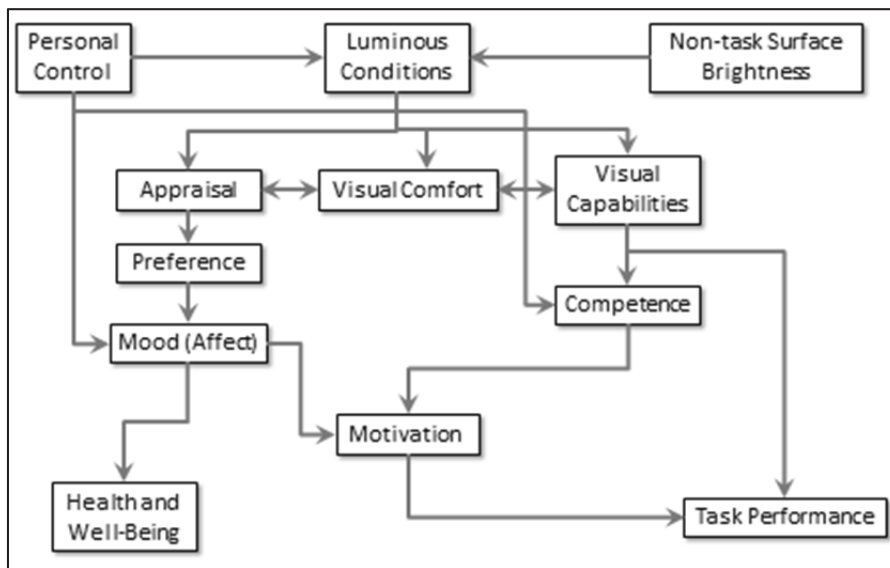 Personal
Control
Luminous
Conditions
Non-task Surface
Brightness
Appraisal
Visual Comfort
Visual
Capabilities
Preference
Competence
Mood (Affect)
Motivation
Health and
Well-Being
Task Performance